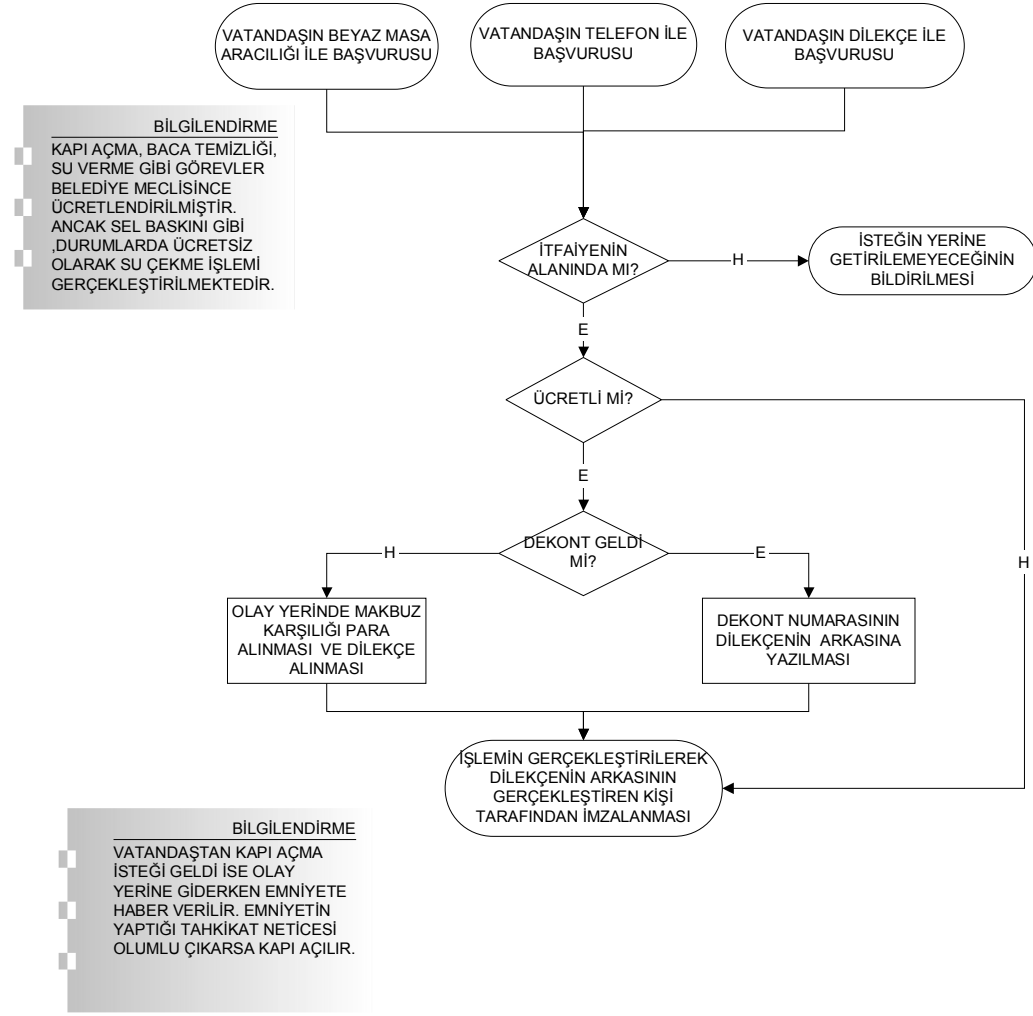 VATANDAŞIN BEYAZ MASA
ARACILIĞI İLE BAŞVURUSU
VATANDAŞIN TELEFON İLE
BAŞVURUSU
VATANDAŞIN DİLEKÇE İLE
BAŞVURUSU
BİLGİLENDİRME
KAPI AÇMA, BACA TEMİZLİĞİ,
SU VERME GİBİ GÖREVLER
BELEDİYE MECLİSİNCE
ÜCRETLENDİRİLMİŞTİR.
ANCAK SEL BASKINI GİBİ
,DURUMLARDA ÜCRETSİZ
OLARAK SU ÇEKME İŞLEMİ
GERÇEKLEŞTİRİLMEKTEDİR.
İTFAİYENİN
ALANINDA MI?
H
İSTEĞİN YERİNE
GETİRİLEMEYECEĞİNİN
BİLDİRİLMESİ
E
ÜCRETLİ Mİ?
E
H
DEKONT GELDİ
Mİ?
H
E
OLAY YERİNDE MAKBUZ
KARŞILIĞI PARA
ALINMASI VE DİLEKÇE
ALINMASI
DEKONT NUMARASININ
DİLEKÇENİN ARKASINA
YAZILMASI
İŞLEMİN GERÇEKLEŞTİRİLEREK
DİLEKÇENİN ARKASININ
GERÇEKLEŞTİREN KİŞİ
TARAFINDAN İMZALANMASI
BİLGİLENDİRME
VATANDAŞTAN KAPI AÇMA
İSTEĞİ GELDİ İSE OLAY
YERİNE GİDERKEN EMNİYETE
HABER VERİLİR. EMNİYETİN
YAPTIĞI TAHKİKAT NETİCESİ
OLUMLU ÇIKARSA KAPI AÇILIR.